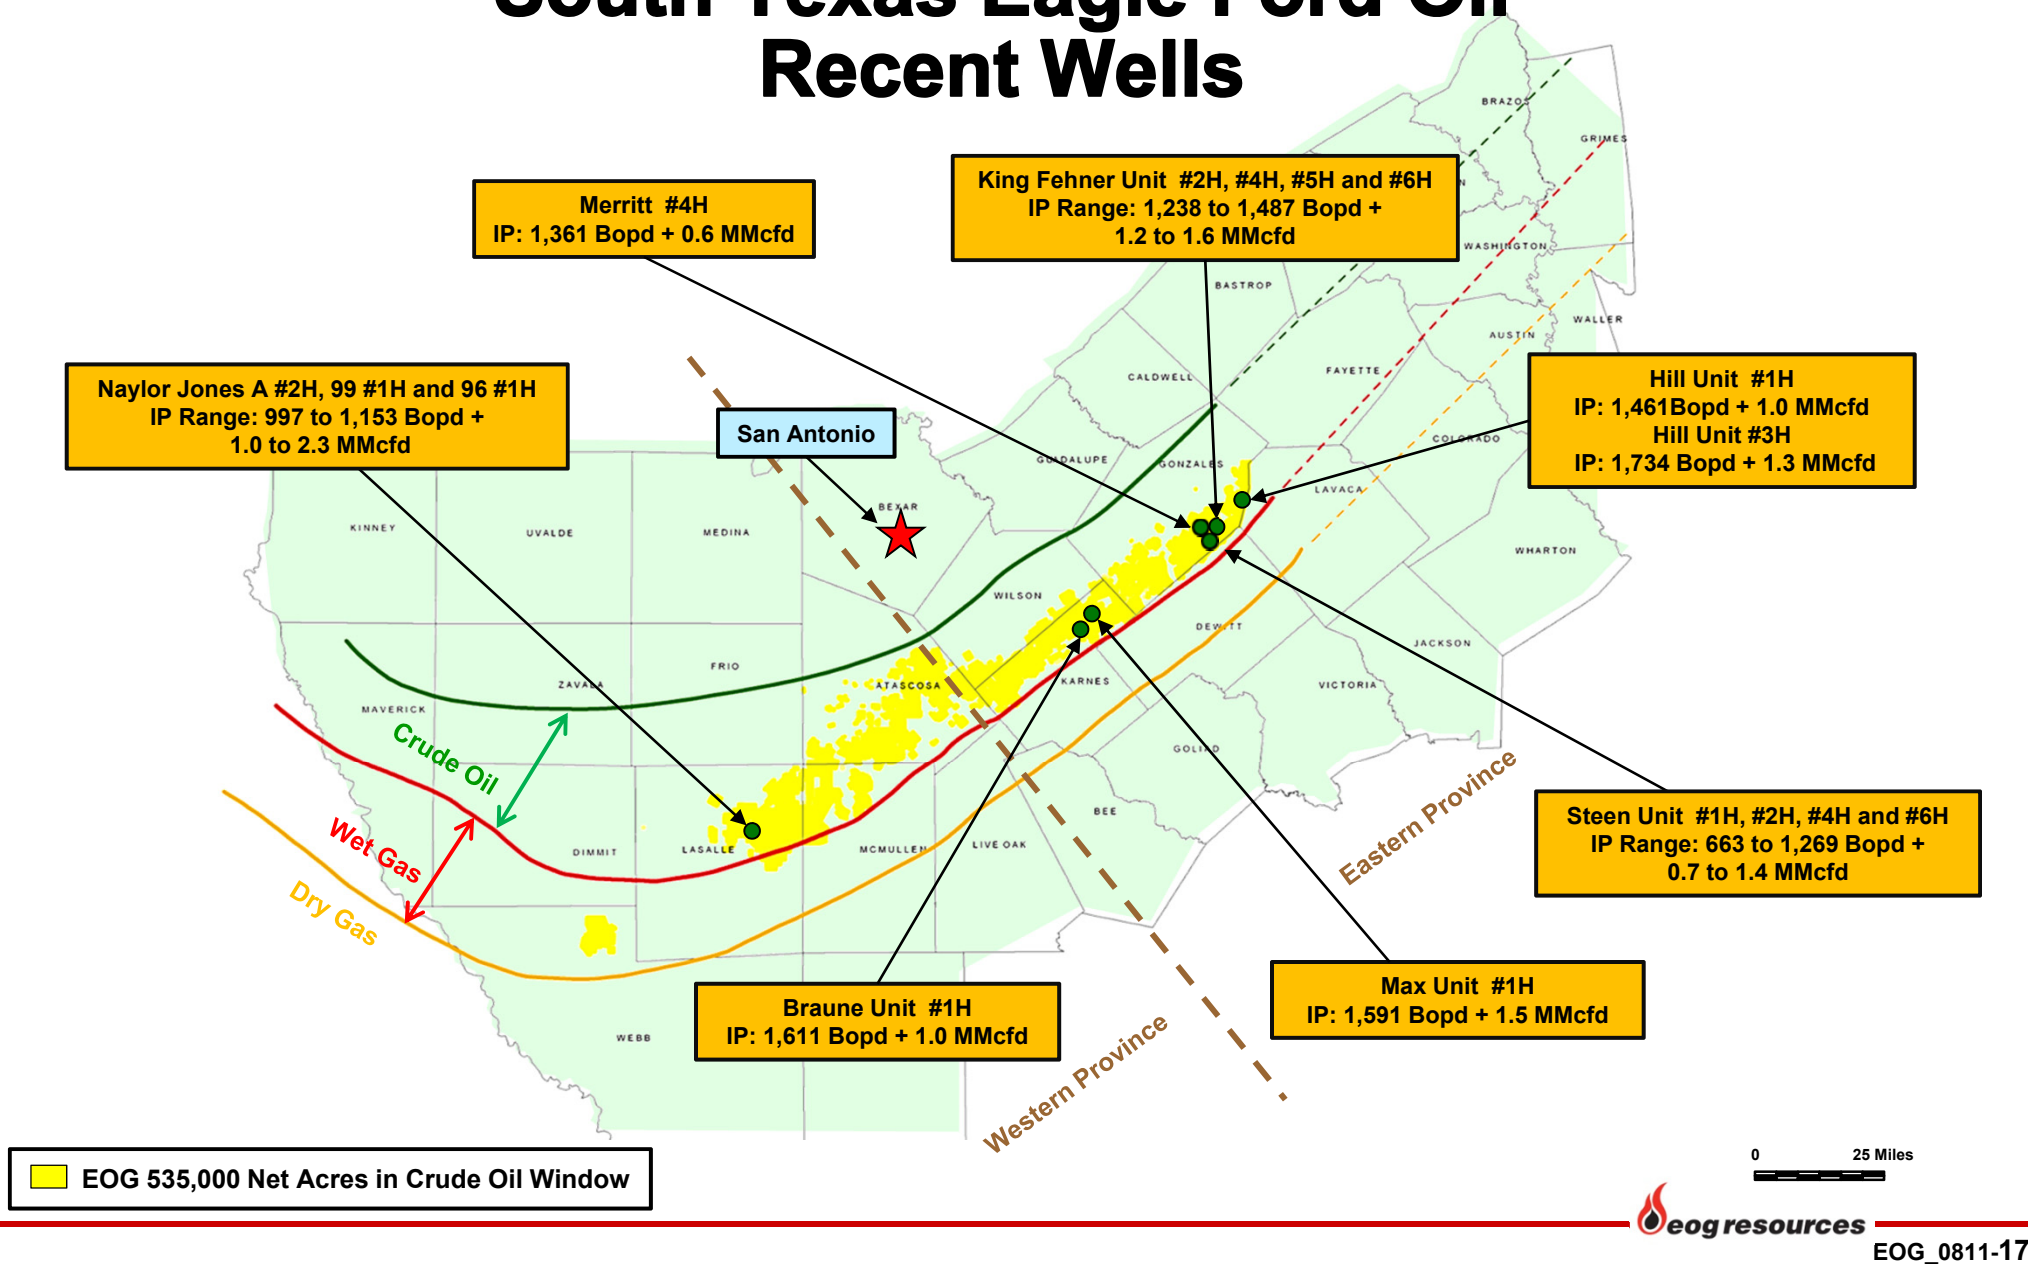 South Texas Eagle Ford Oil
Recent Wells
BRAZOS
GRIMES
King Fehner Unit  #2H, #4H, #5H and #6H
IP Range: 1,238 to 1,487 Bopd +
1.2 to 1.6 MMcfd
Merritt  #4H
IP: 1,361 Bopd + 0.6 MMcfd
N
WASHINGTON
BASTROP
WALLER
AUSTIN
CALDWELL
FAYETTE
Naylor Jones A #2H, 99 #1H and 96 #1H
IP Range: 997 to 1,153 Bopd +
1.0 to 2.3 MMcfd
Hill Unit  #1H
IP: 1,461Bopd + 1.0 MMcfd
Hill Unit #3H
IP: 1,734 Bopd + 1.3 MMcfd
San Antonio
COLORADO
GUADALUPE
GONZALES
LAVACA
BEXAR
KINNEY
UVALDE
MEDINA
WHARTON
WILSON
DEWITT
JACKSON
FRIO
ZAVALA
ATASCOSA
KARNES
VICTORIA
MAVERICK
Crude Oil
GOLIAD
Eastern Province
Wet Gas
DIMMIT
LASALLE
MCMULLEN
LIVE OAK
BEE
Steen Unit  #1H, #2H, #4H and #6H
IP Range: 663 to 1,269 Bopd +
0.7 to 1.4 MMcfd
Dry Gas
Max Unit  #1H
IP: 1,591 Bopd + 1.5 MMcfd
Braune Unit  #1H
IP: 1,611 Bopd + 1.0 MMcfd
WEBB
Western Province
0 25 Miles
EOG 535,000 Net Acres in Crude Oil Window
eog resources
EOG_0811-17